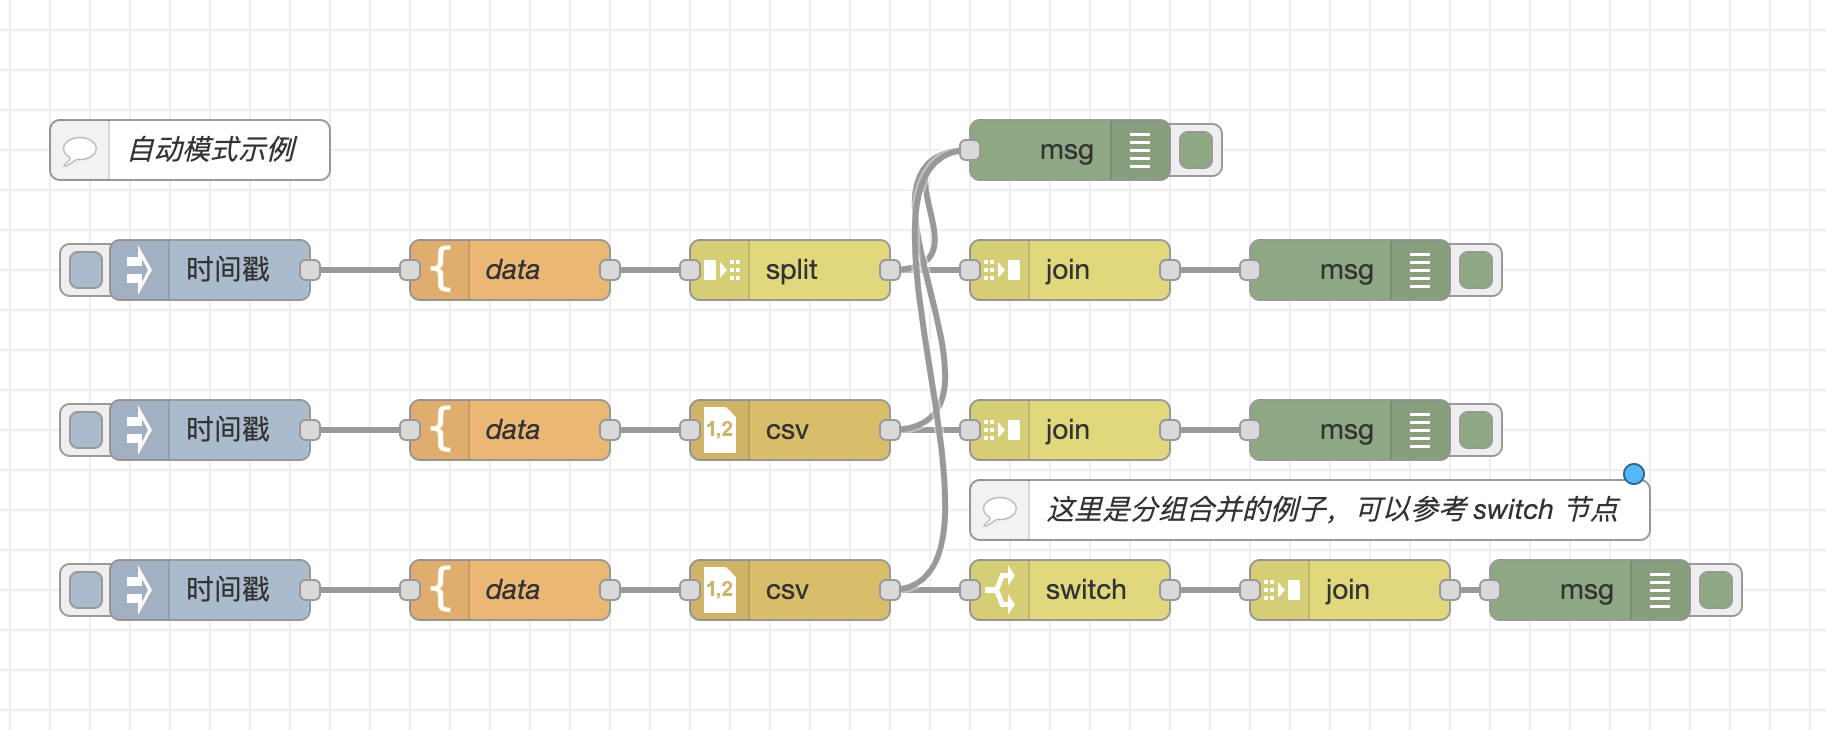 自动模式示例
msg
时间戳
data
split
join
msg
时间戳
data
1,2
csv
join
msg
这里是分组合并的例子，可以参考 switch 节点
时间戳
data
1,2
csv
switch
join
msg